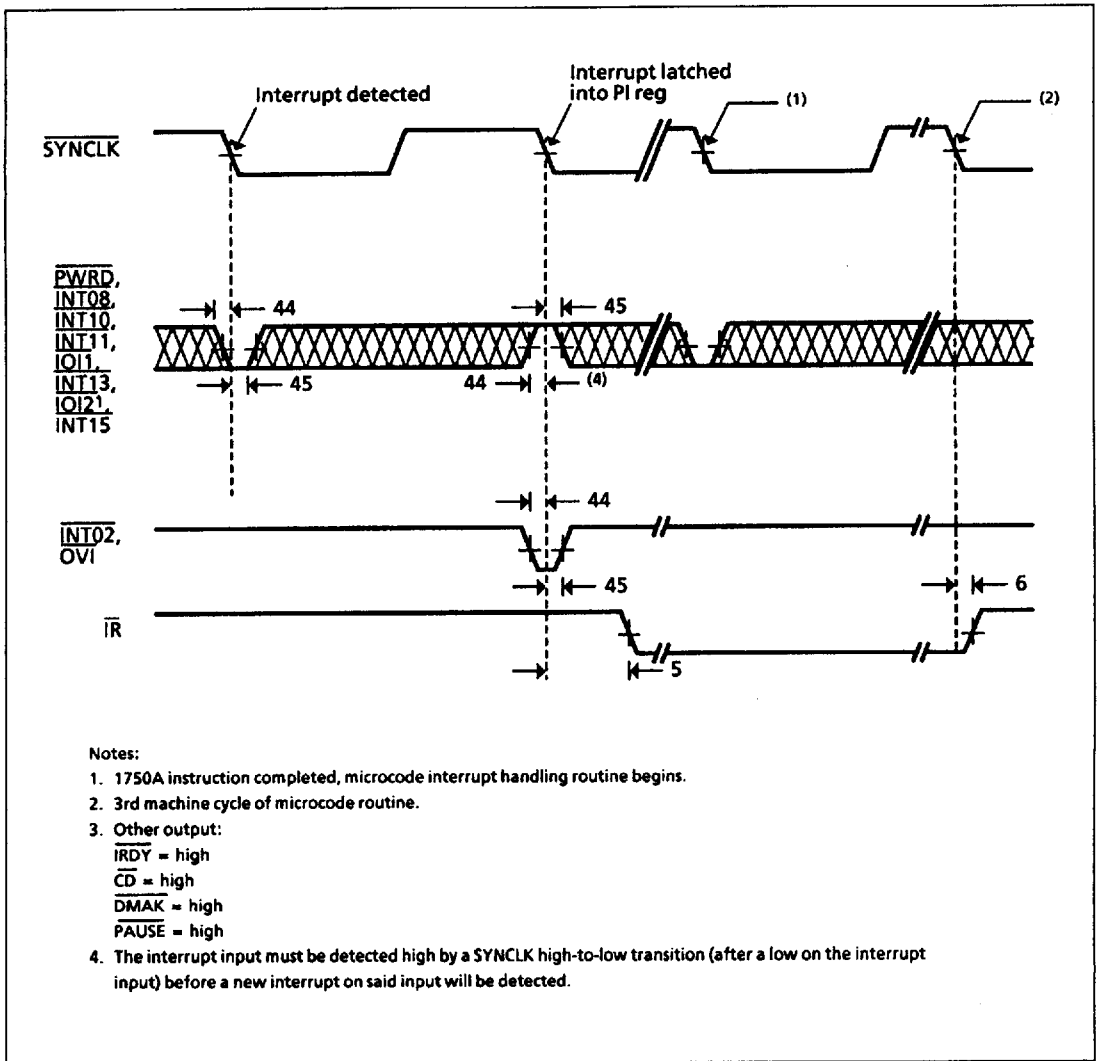 Interrupt detected
Interrupt latched
into PI reg
(1)
(2)
SYNCLK
PWRD,
INT08,
INT10,
INT11,
IOI1,
INT13,
IOI2¹,
INT15
44
45
45
44
(4)
44
INT02,
OVI
45
6
IR
5
Notes:
1. 1750A instruction completed, microcode interrupt handling routine begins.
2. 3rd machine cycle of microcode routine.
3. Other output:
IRDY = high
CD = high
DMAK = high
PAUSE = high
4. The interrupt input must be detected high by a SYNCLK high-to-low transition (after a low on the interrupt
input) before a new interrupt on said input will be detected.